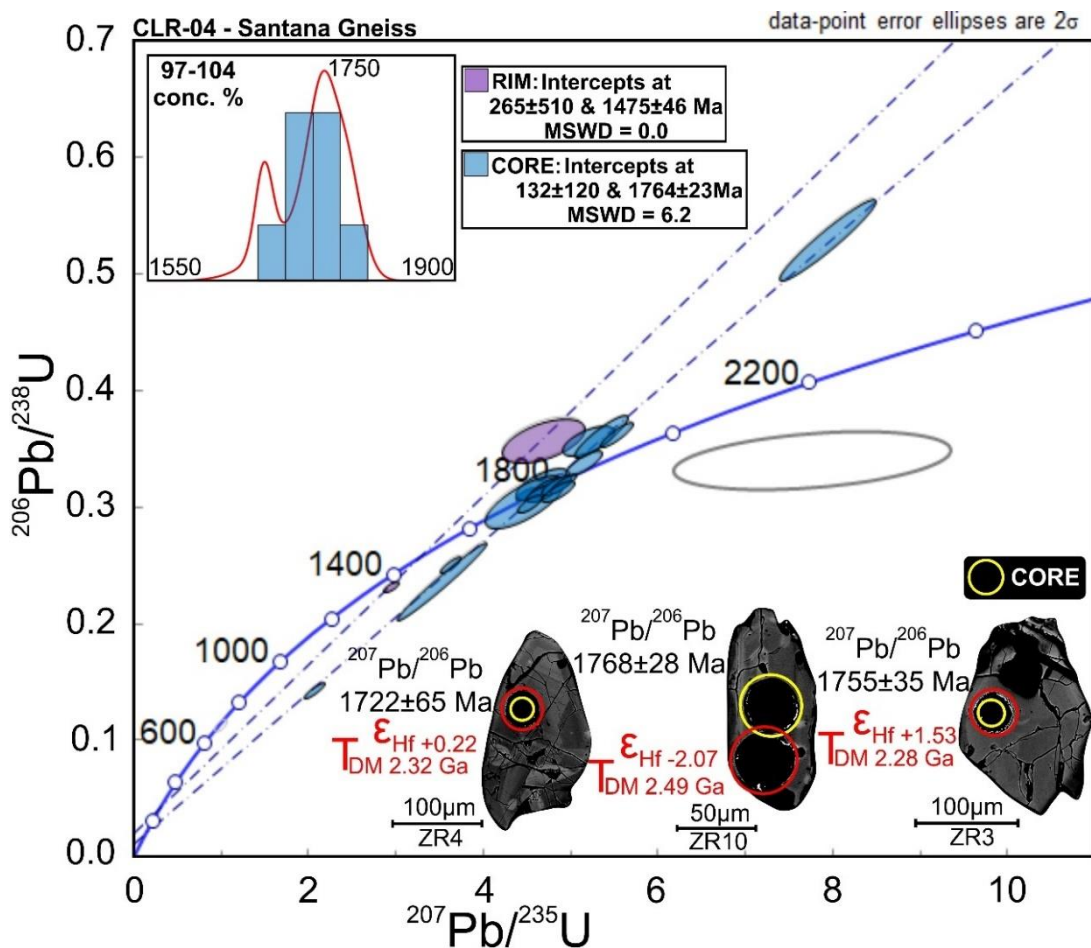 CLR-04 - Santana Gneiss
data-point error ellipses are 2σ
97-104
conc. %
1750
1550
1900
RIM: Intercepts at
265±510 & 1475±46 Ma
MSWD = 0.0
CORE: Intercepts at
132±120 & 1764±23Ma
MSWD = 6.2
0.7
0.6
0.5
0.4
0.3
0.2
0.1
0.0
206Pb/238U
2200
1800
1400
1000
600
CORE
207Pb/206Pb
1722±65 Ma
εHf +0.22
TDM 2.32 Ga
100µm
ZR4
207Pb/206Pb
1768±28 Ma
εHf -2.07
TDM 2.49 Ga
50µm
ZR10
207Pb/206Pb
1755±35 Ma
εHf +1.53
TDM 2.28 Ga
100µm
ZR3
0 2 4 6 8 10
207Pb/235U